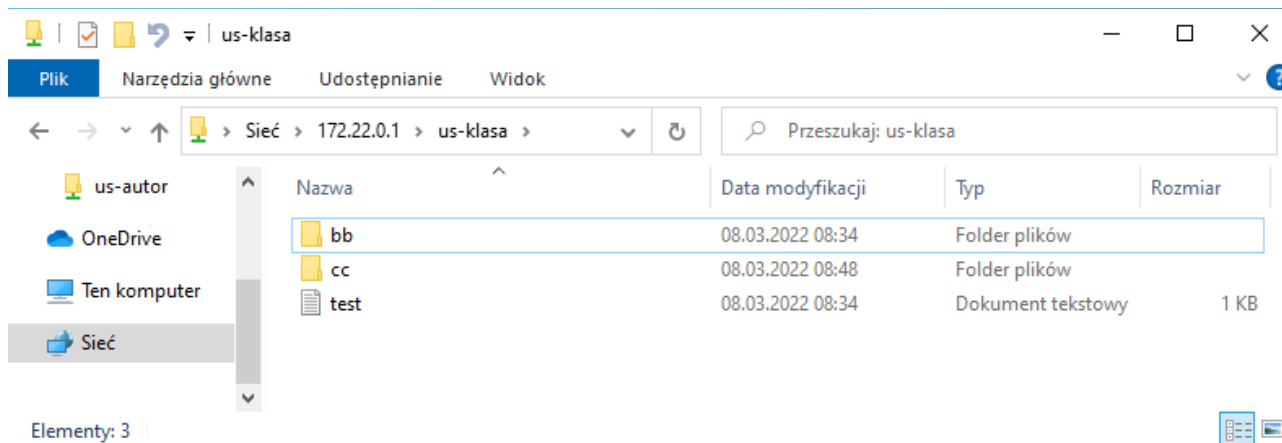 us-klasa
Plik Narzędzia główne Udostępnianie Widok ?
Sieć > 172.22.0.1 > us-klasa > Przeszukaj: us-klasa
us-autor
OneDrive
Ten komputer
Sieć
Nazwa Data modyfikacji Typ Rozmiar
bb 08.03.2022 08:34 Folder plików
cc 08.03.2022 08:48 Folder plików
test 08.03.2022 08:34 Dokument tekstowy 1 KB
Elementy: 3